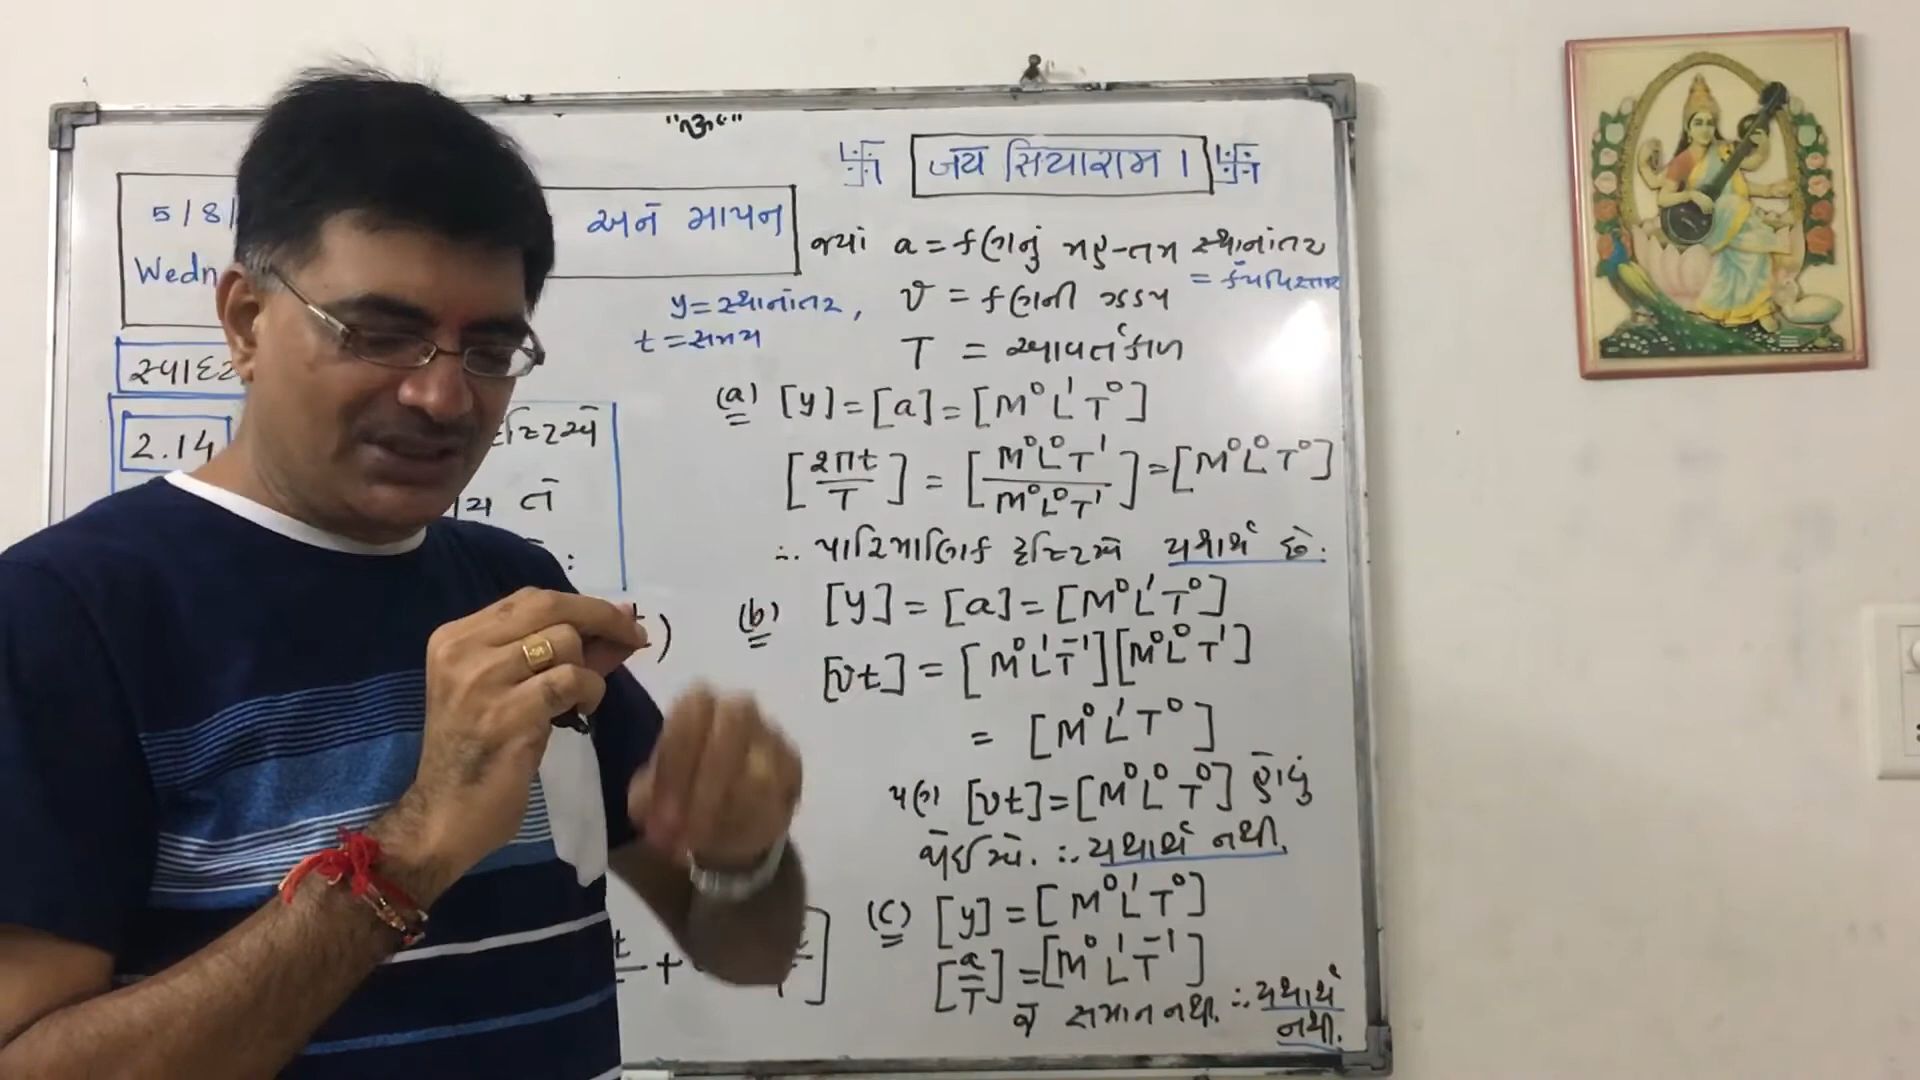 "ૐ"
卐 जय सियाराम । 卐
5/8/
Wedn
અને માપન
y = સ્થાનાંતર,
t = સમય
સ્વાધ્ય
2.14
દૃષ્ટિએ
તો
:
t)
t + ]
જ્યાં a = કણનું મહત્તમ સ્થાનાંતર
= કંપવિસ્તાર
v = કણની ઝડપ
T = આવર્તકાળ
(a) [y] = [a] = [M⁰L¹T⁰]
[2πt/T] = [M⁰L⁰T¹/M⁰L⁰T¹] = [M⁰L⁰T⁰]
∴ પારિમાણિક દૃષ્ટિએ યથાર્થ છે.
(b) [y] = [a] = [M⁰L¹T⁰]
[vt] = [M⁰L¹T⁻¹][M⁰L⁰T¹]
= [M⁰L¹T⁰]
પણ [vt] = [M⁰L⁰T⁰] હોવું
જોઈએ. ∴ યથાર્થ નથી.
(c) [y] = [M⁰L¹T⁰]
[a/T] = [M⁰L¹T⁻¹]
જે સમાન નથી. ∴ યથાર્થ
નથી.